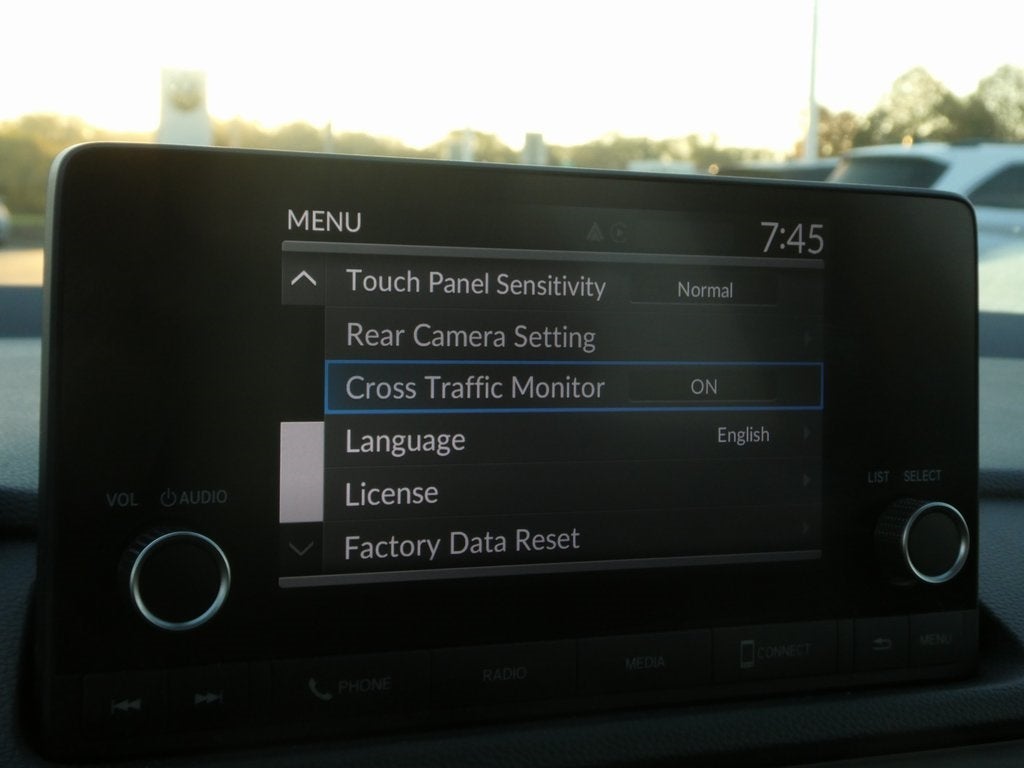 MENU 7:45
Touch Panel Sensitivity Normal
Rear Camera Setting
Cross Traffic Monitor ON
Language English
License
Factory Data Reset
VOL AUDIO
LIST SELECT
PHONE RADIO MEDIA CONNECT MENU